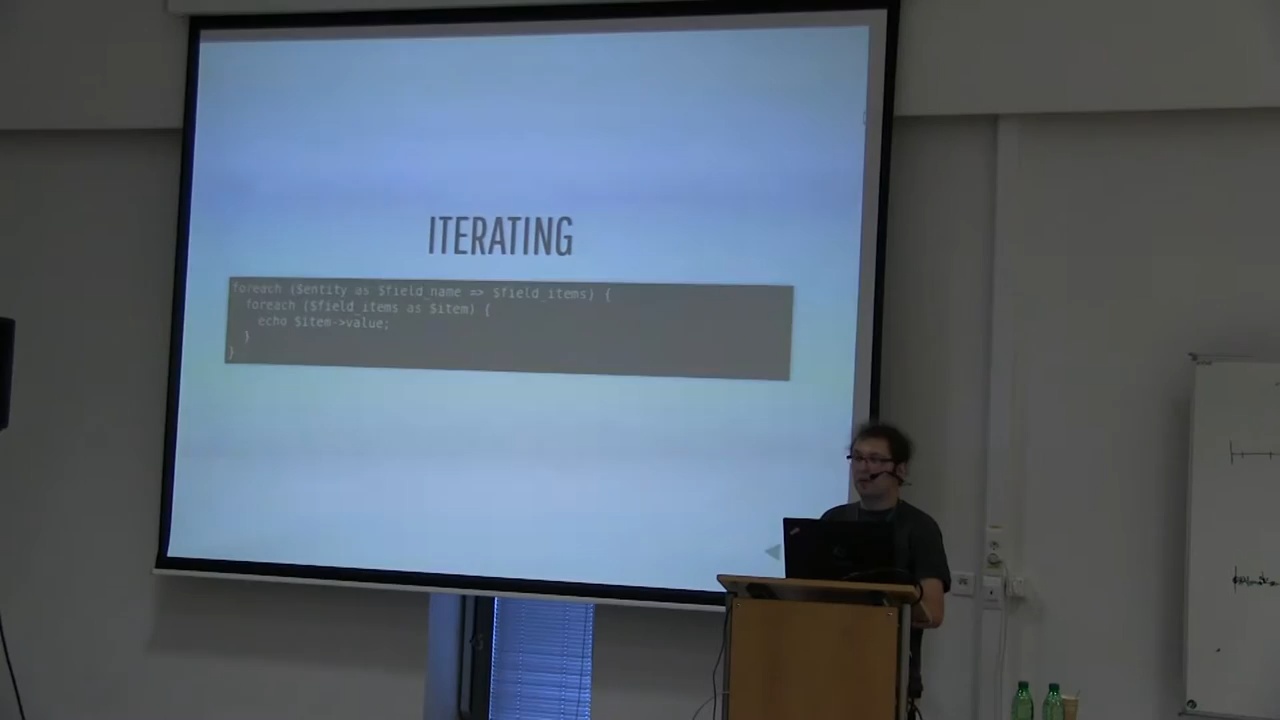 ITERATING
foreach ($entity as $field_name => $field_items) {
foreach ($field_items as $item) {
echo $item->value;
}
}